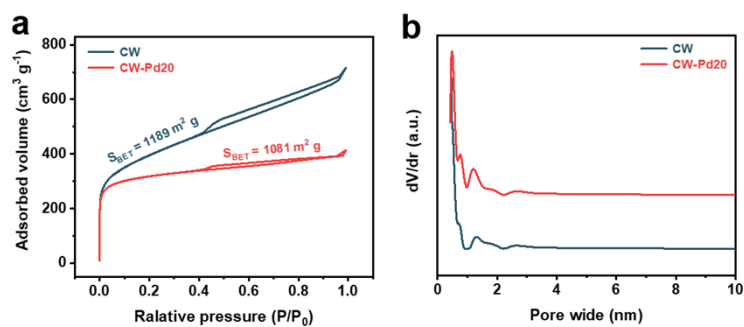 a
CW
CW-Pd20
S_BET = 1189 m² g
S_BET = 1081 m² g
800
600
400
200
0
0.0 0.2 0.4 0.6 0.8 1.0
Adsorbed volume (cm³ g⁻¹)
Ralative pressure (P/P₀)
b
CW
CW-Pd20
dV/dr (a.u.)
0 2 4 6 8 10
Pore wide (nm)